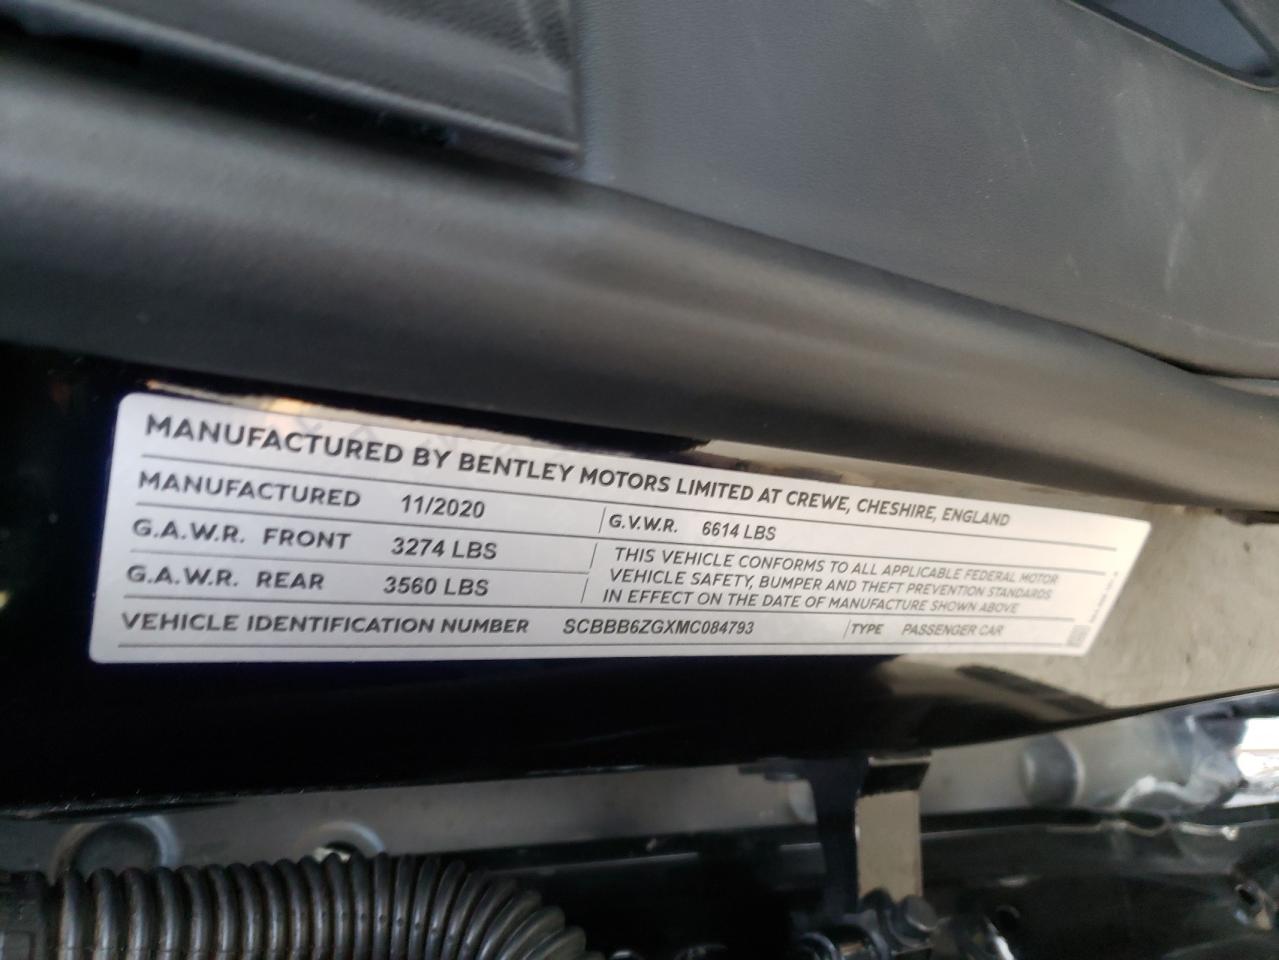 MANUFACTURED BY BENTLEY MOTORS LIMITED AT CREWE, CHESHIRE, ENGLAND
MANUFACTURED 11/2020 G.V.W.R. 6614 LBS
G.A.W.R. FRONT 3274 LBS
G.A.W.R. REAR 3560 LBS
THIS VEHICLE CONFORMS TO ALL APPLICABLE FEDERAL MOTOR
VEHICLE SAFETY, BUMPER AND THEFT PREVENTION STANDARDS
IN EFFECT ON THE DATE OF MANUFACTURE SHOWN ABOVE
VEHICLE IDENTIFICATION NUMBER SCBBB6ZGXMC084793 TYPE PASSENGER CAR